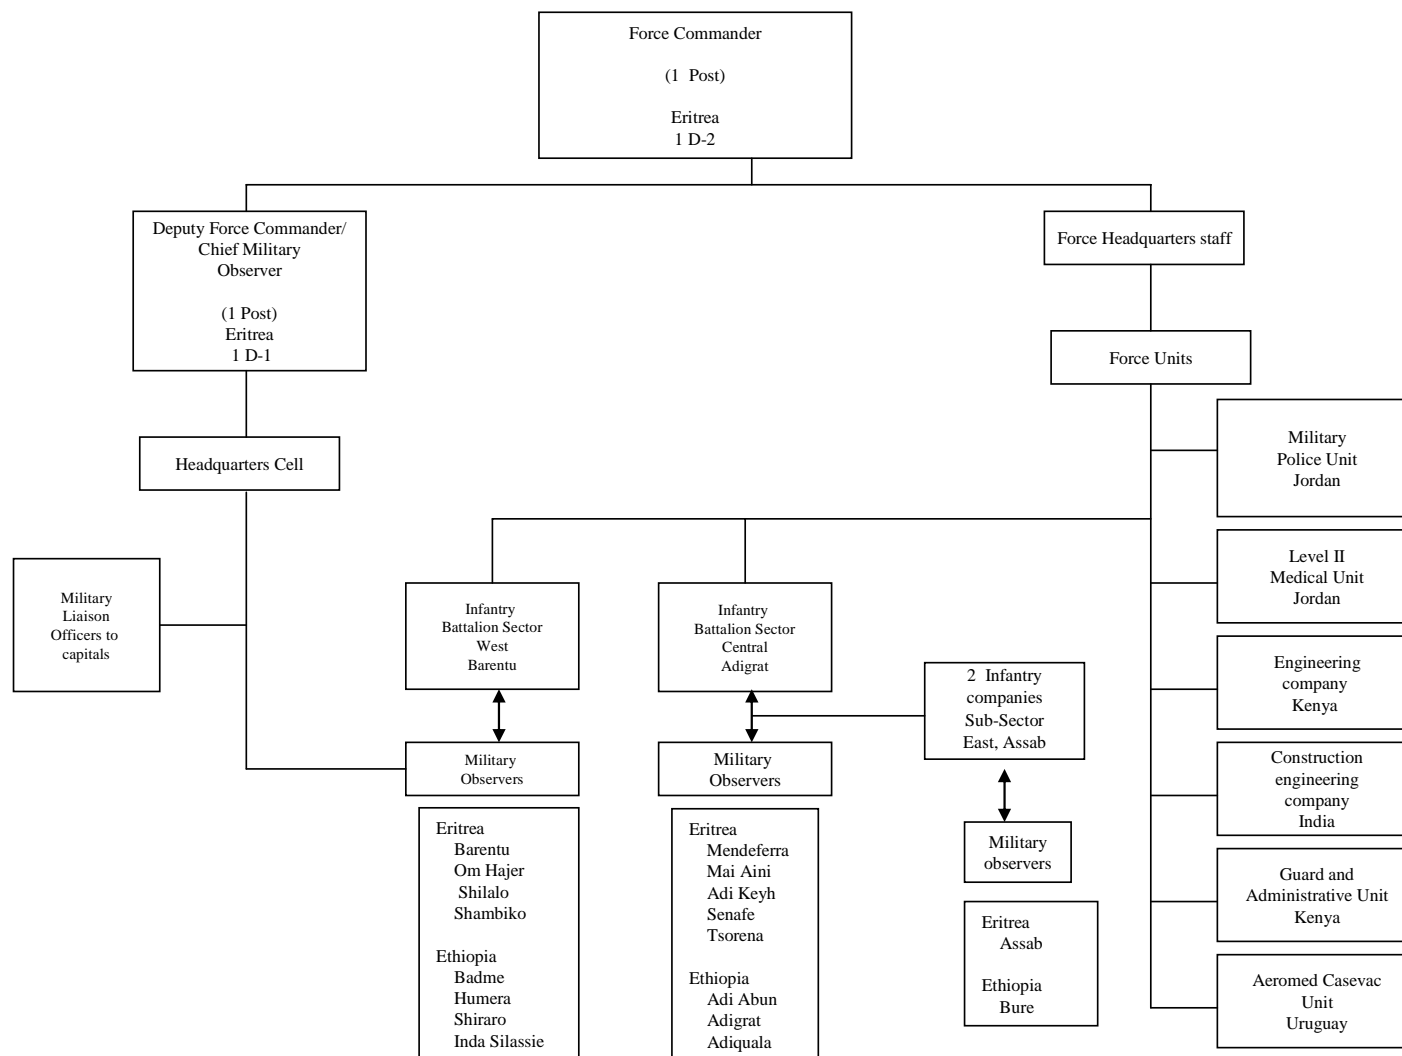 Force Commander
(1 Post)
Eritrea
1 D-2
Deputy Force Commander/
Chief Military
Observer
(1 Post)
Eritrea
1 D-1
Force Headquarters staff
Force Units
Headquarters Cell
Military
Liaison
Officers to
capitals
Infantry
Battalion Sector
West
Barentu
Infantry
Battalion Sector
Central
Adigrat
2 Infantry
companies
Sub-Sector
East, Assab
Military
Observers
Military
Observers
Military
observers
Eritrea
Barentu
Om Hajer
Shilalo
Shambiko
Ethiopia
Badme
Humera
Shiraro
Inda Silassie
Eritrea
Mendeferra
Mai Aini
Adi Keyh
Senafe
Tsorena
Ethiopia
Adi Abun
Adigrat
Adiquala
Eritrea
Assab
Ethiopia
Bure
Military
Police Unit
Jordan
Level II
Medical Unit
Jordan
Engineering
company
Kenya
Construction
engineering
company
India
Guard and
Administrative Unit
Kenya
Aeromed Casevac
Unit
Uruguay